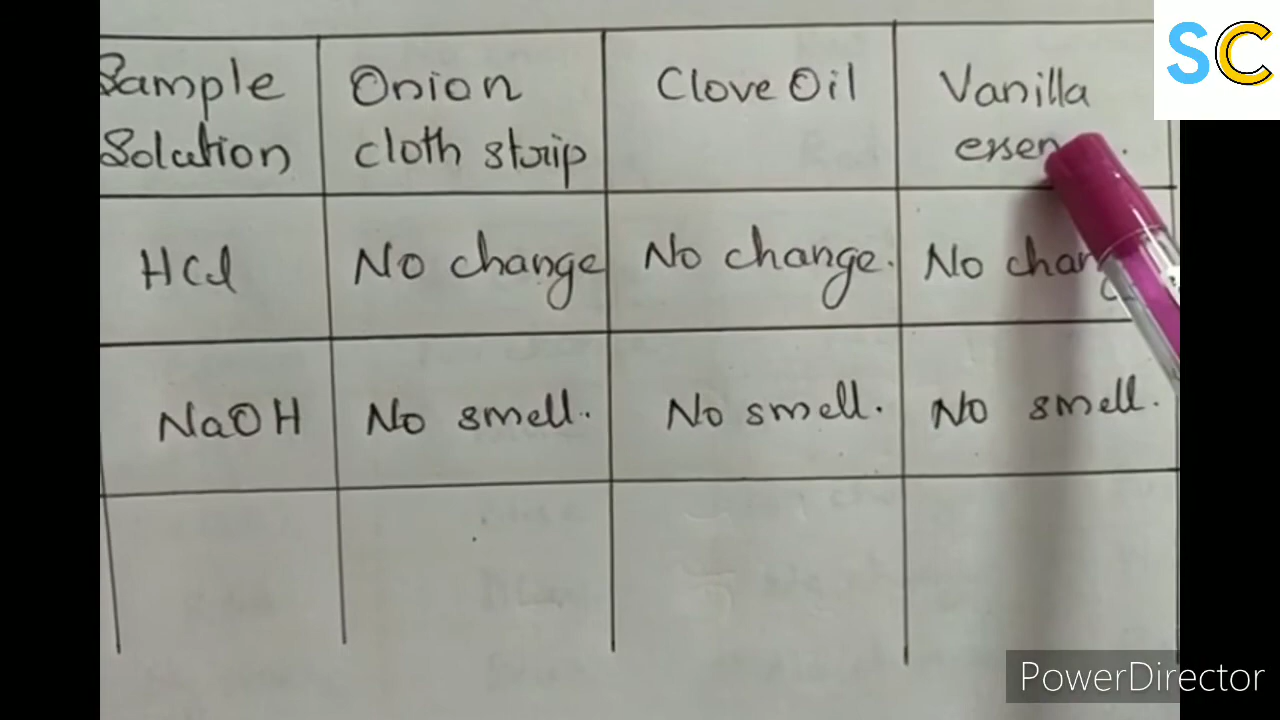 SC
Sample Solution | Onion cloth strip | Clove Oil | Vanilla
HCl | No change | No change. | No
NaOH | No smell. | No smell. | No smell.
PowerDirector